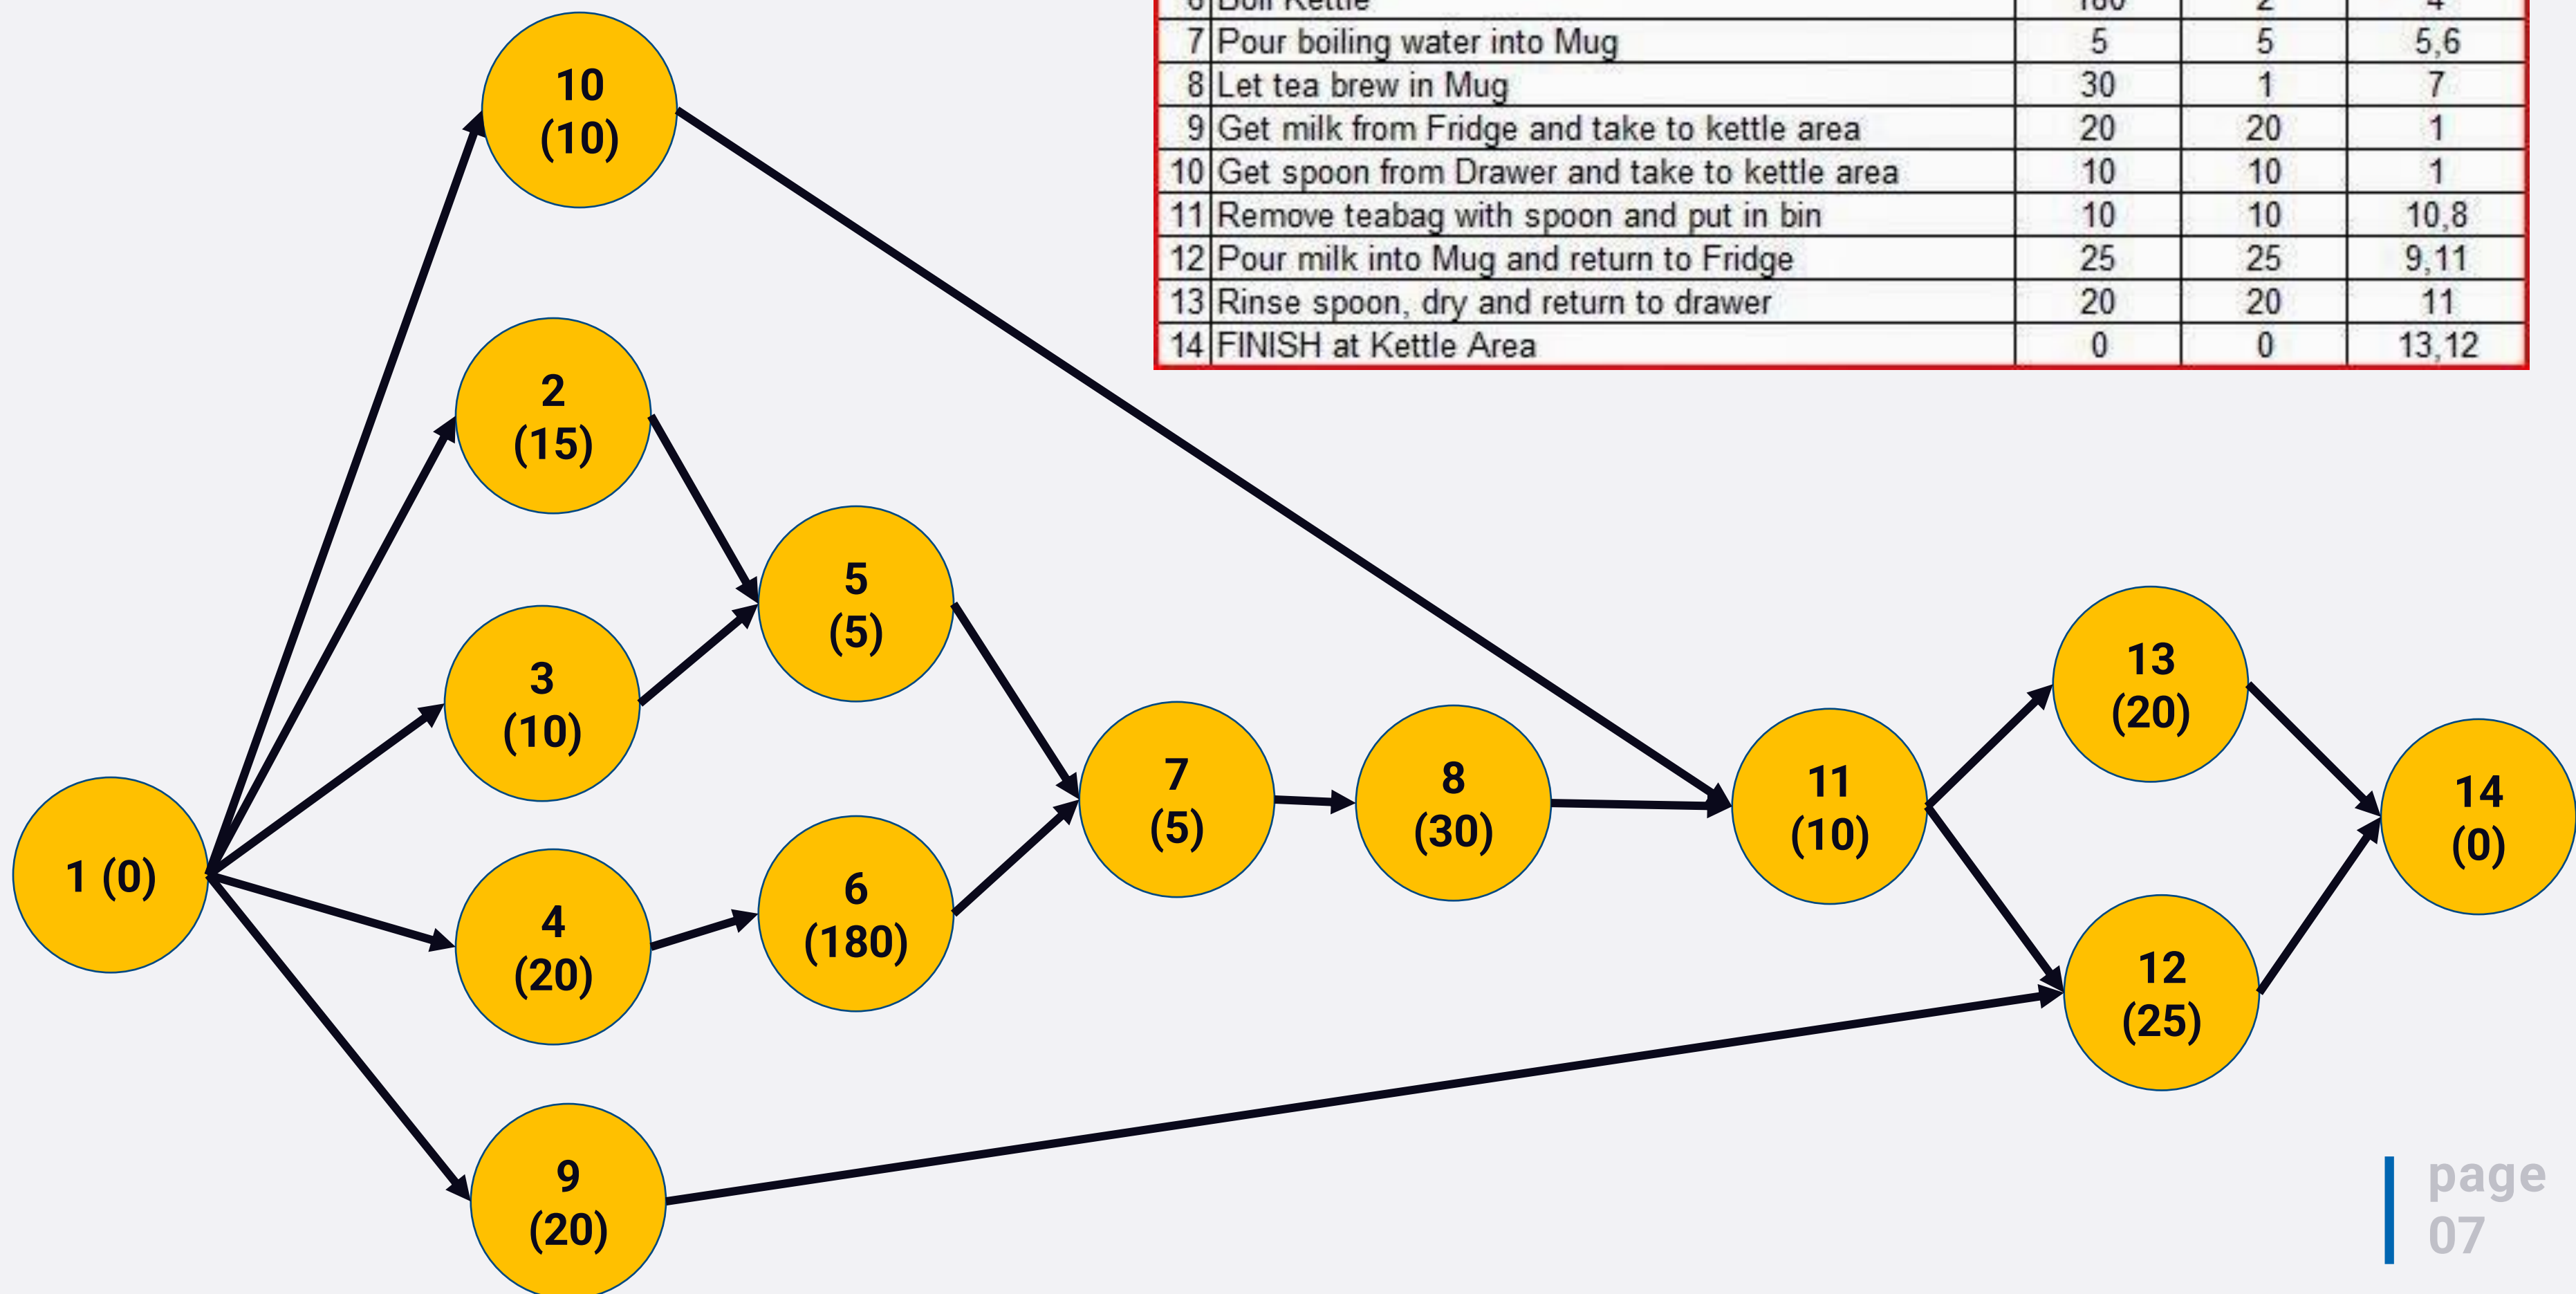 6 Boil Kettle 180 2 4
7 Pour boiling water into Mug 5 5 5,6
8 Let tea brew in Mug 30 1 7
9 Get milk from Fridge and take to kettle area 20 20 1
10 Get spoon from Drawer and take to kettle area 10 10 1
11 Remove teabag with spoon and put in bin 10 10 10,8
12 Pour milk into Mug and return to Fridge 25 25 9,11
13 Rinse spoon, dry and return to drawer 20 20 11
14 FINISH at Kettle Area 0 0 13,12
10
(10)
2
(15)
5
(5)
3
(10)
1 (0)
4
(20)
6
(180)
7
(5)
8
(30)
11
(10)
13
(20)
14
(0)
12
(25)
9
(20)
page
07